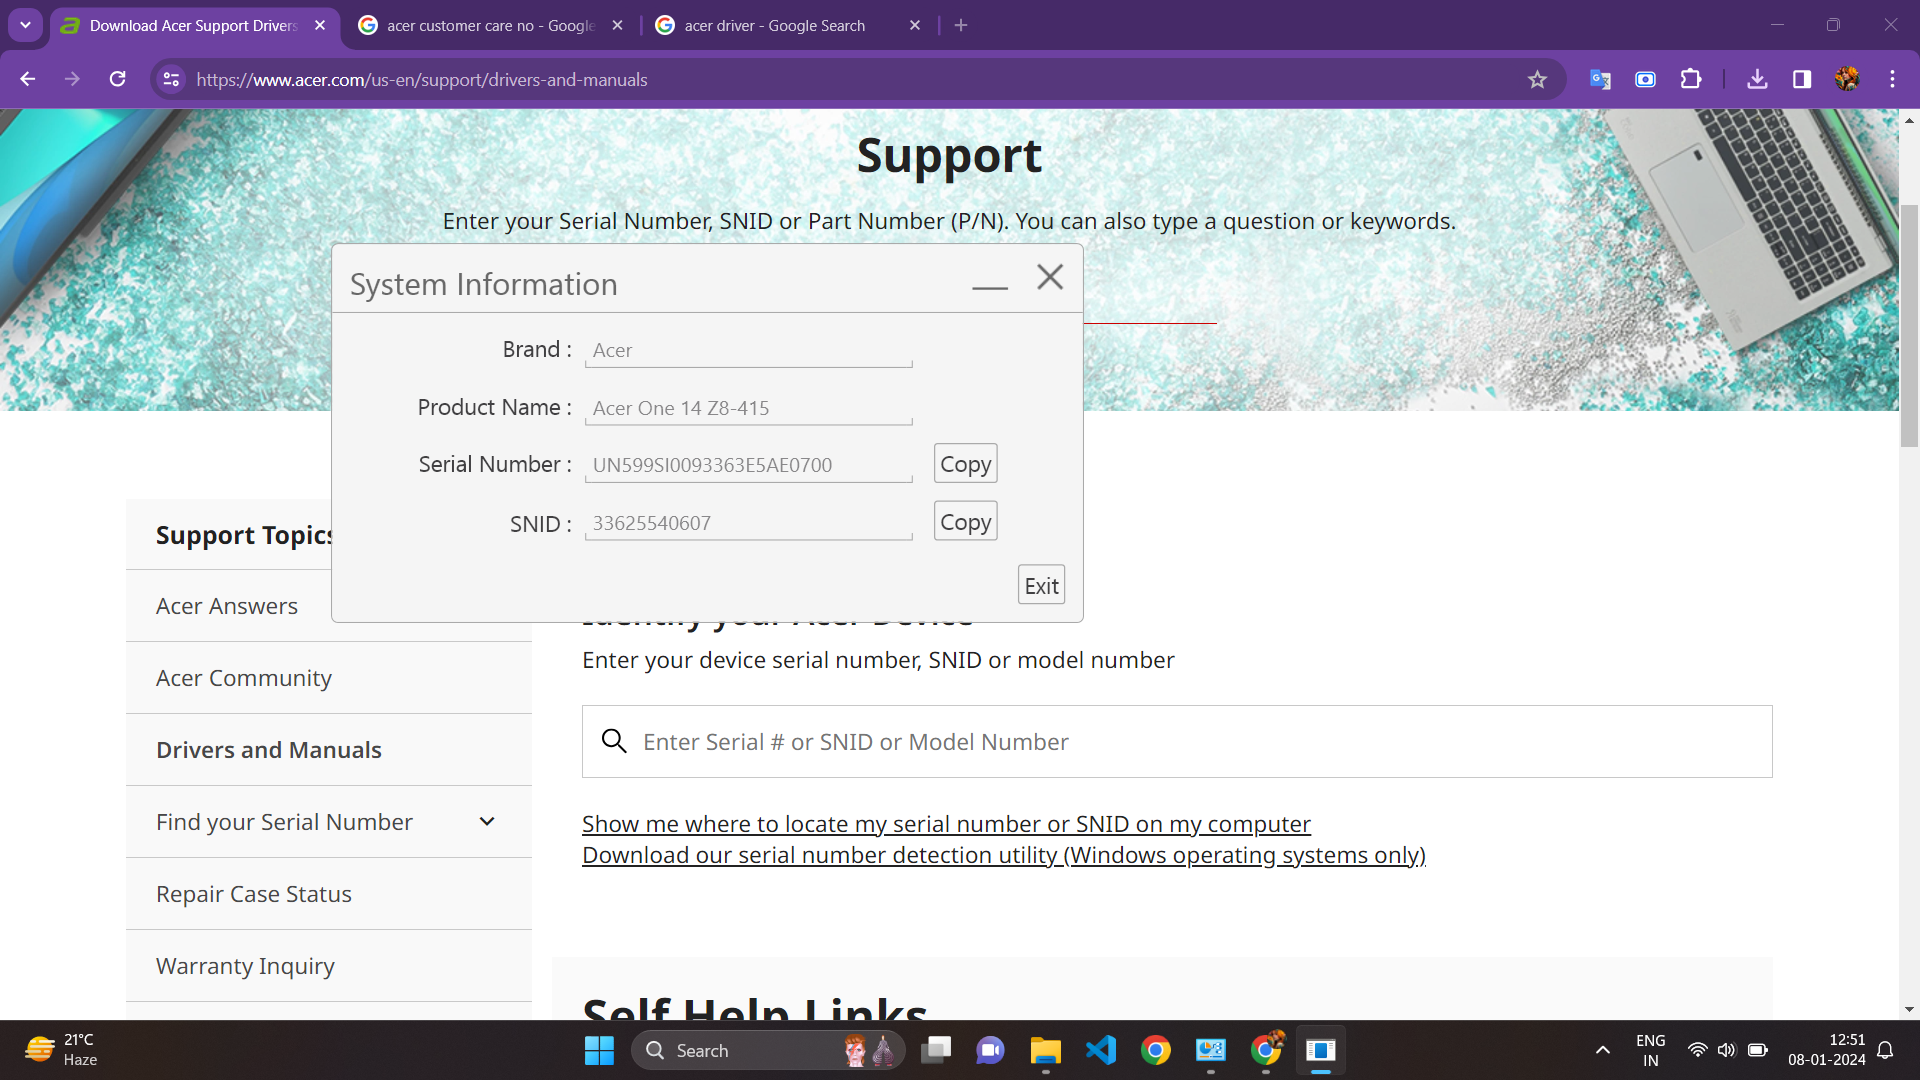 Download Acer Support Drivers
acer customer care no - Google
acer driver - Google Search
https://www.acer.com/us-en/support/drivers-and-manuals
Support
Enter your Serial Number, SNID or Part Number (P/N). You can also type a question or keywords.
System Information
Brand : Acer
Product Name : Acer One 14 Z8-415
Serial Number : UN599SI0093363E5AE0700 Copy
SNID : 33625540607 Copy
Exit
Support Topics
Acer Answers
Acer Community
Drivers and Manuals
Find your Serial Number
Repair Case Status
Warranty Inquiry
Identify your Acer Device
Enter your device serial number, SNID or model number
Enter Serial # or SNID or Model Number
Show me where to locate my serial number or SNID on my computer
Download our serial number detection utility (Windows operating systems only)
Self Help Links
21°C
Haze
Search
ENG
IN
12:51
08-01-2024